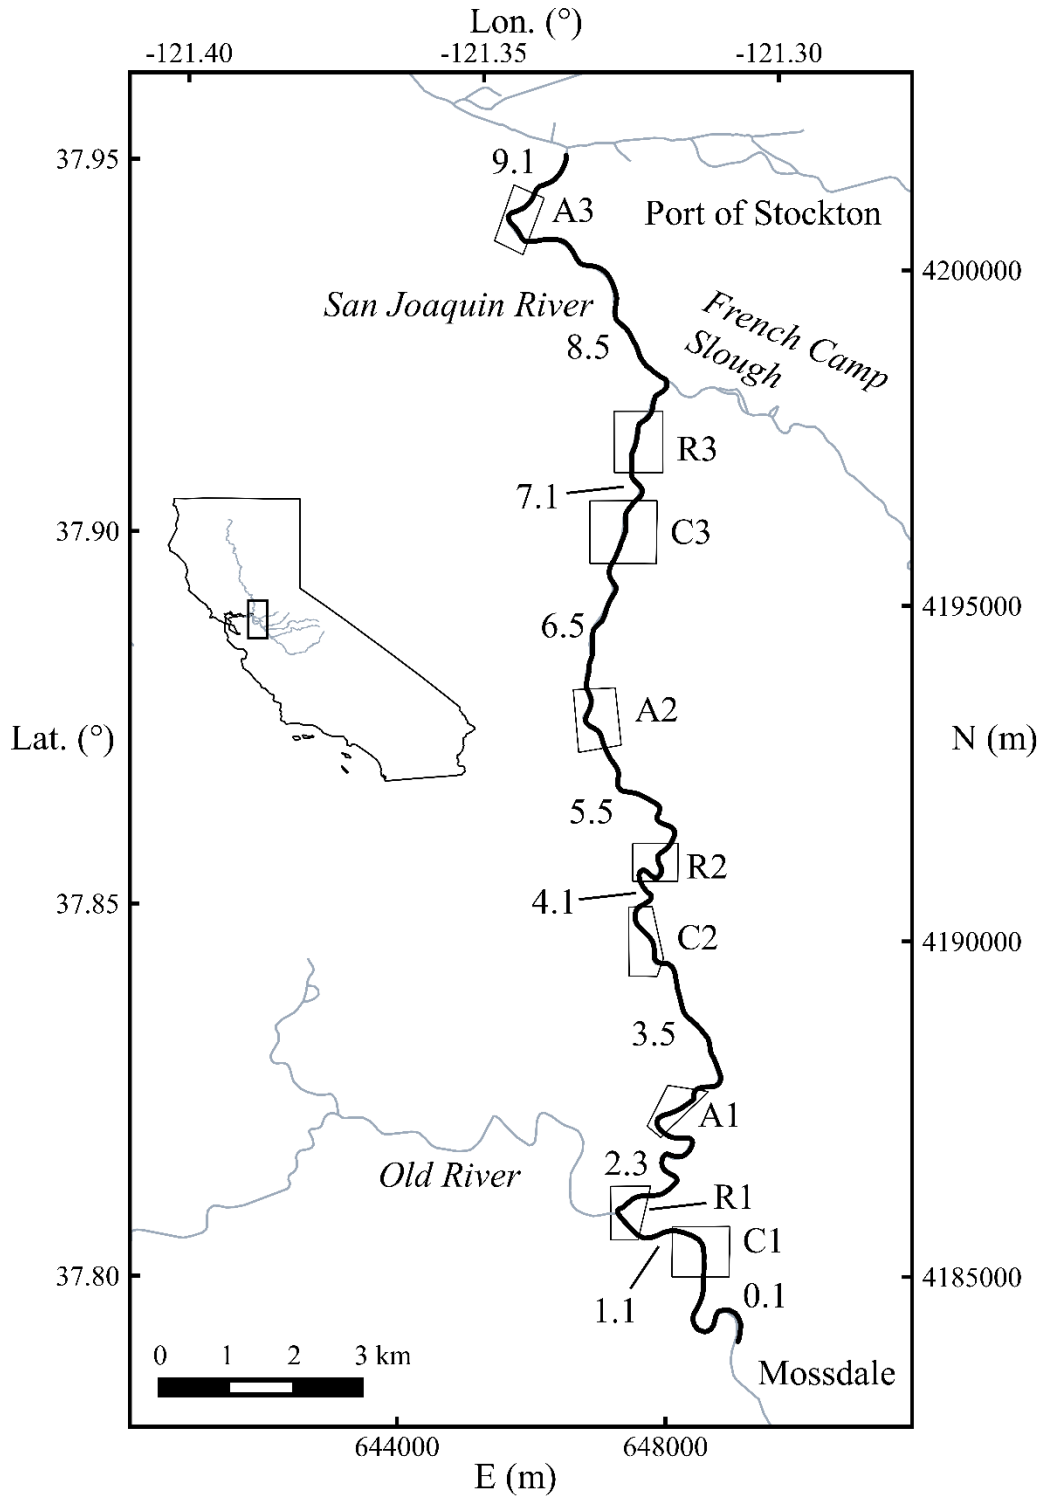 Lon. (°)
-121.40 -121.35 -121.30
37.95
9.1
A3
Port of Stockton
4200000
San Joaquin River
French Camp
Slough
8.5
R3
7.1
37.90
C3
4195000
6.5
A2
Lat. (°)
N (m)
5.5
R2
4.1
37.85
C2
4190000
3.5
A1
2.3
Old River
R1
C1
37.80
4185000
0.1
1.1
0 1 2 3 km
Mossdale
644000 648000
E (m)